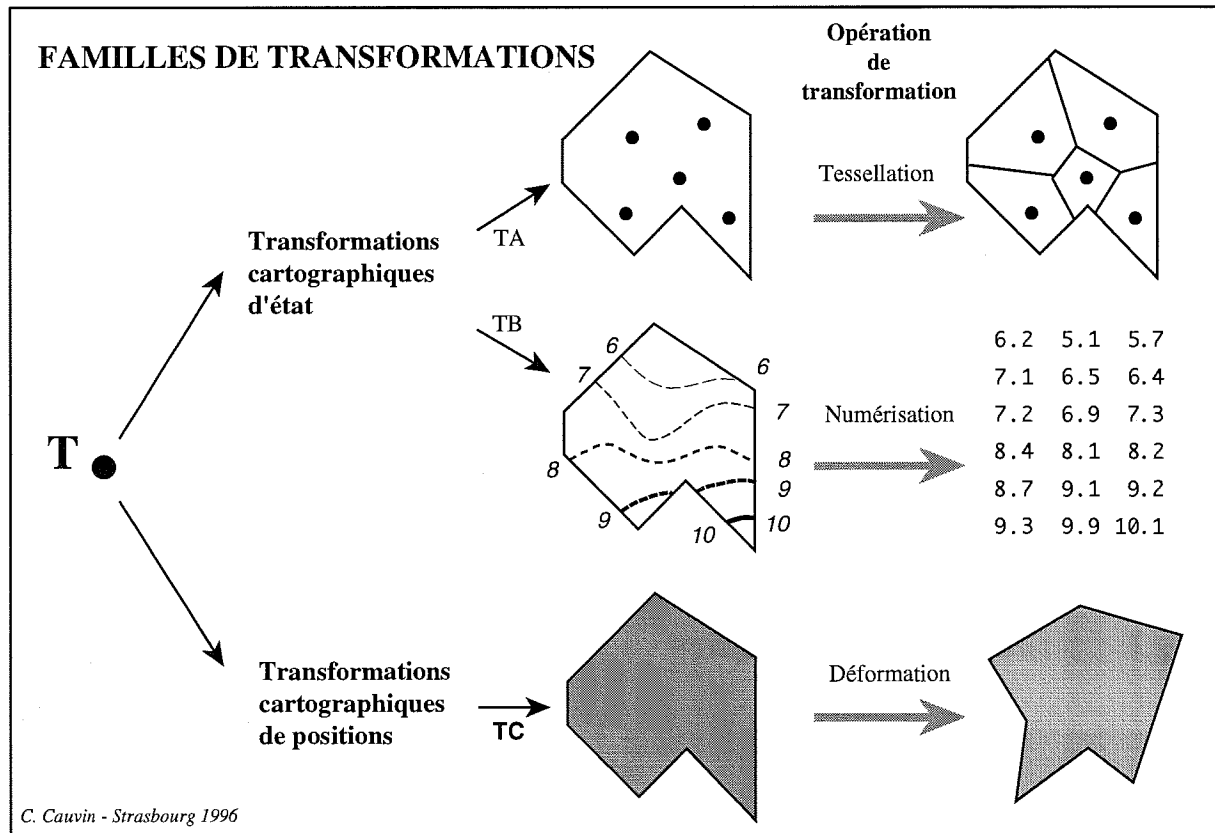 FAMILLES DE TRANSFORMATIONS
Opération
de
transformation
Transformations
cartographiques
d'état
TA
Tessellation
TB
6
7
8
9
10
6
7
8
9
10
Numérisation
6.2 5.1 5.7
7.1 6.5 6.4
7.2 6.9 7.3
8.4 8.1 8.2
8.7 9.1 9.2
9.3 9.9 10.1
T
Transformations
cartographiques
de positions
TC
Déformation
C. Cauvin - Strasbourg 1996